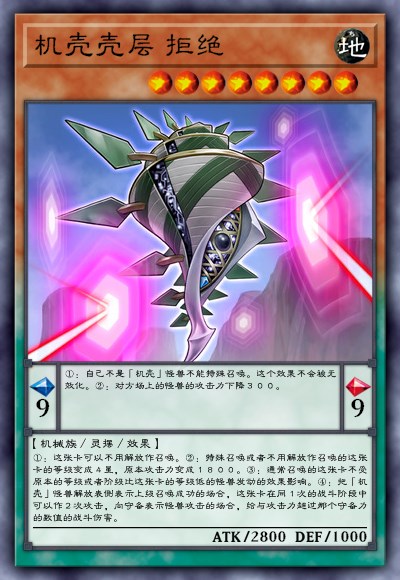 机壳壳层 拒绝
地
①：自己不是「机壳」怪兽不能特殊召唤。这个效果不会被无
效化。②：对方场上的怪兽的攻击力下降３００。
9
9
【机械族／灵摆／效果】
①：这张卡可以不用解放作召唤。②：特殊召唤或者不用解放作召唤的这张
卡的等级变成４星，原本攻击力变成１８００。③：通常召唤的这张卡不受
原本的等级或者阶级比这张卡的等级低的怪兽发动的效果影响。④：把「机
壳」怪兽解放表侧表示上级召唤成功的场合，这张卡在同１次的战斗阶段中
可以作２次攻击，向守备表示怪兽攻击的场合，给与攻击力超过那个守备力
的数值的战斗伤害。
ATK/2800 DEF/1000